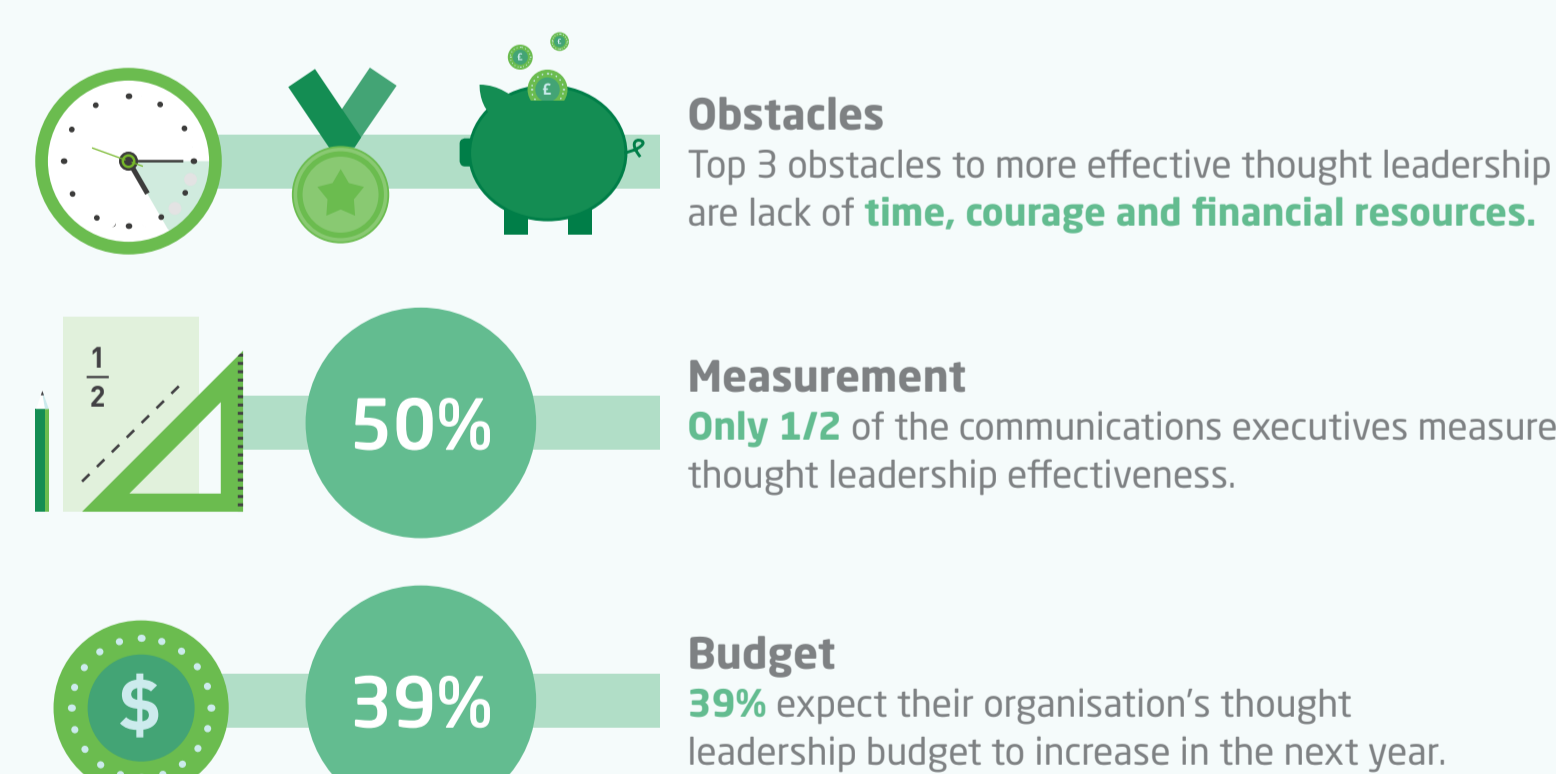 £
£
£
Obstacles
Top 3 obstacles to more effective thought leadership
are lack of time, courage and financial resources.
1
2
50%
Measurement
Only 1/2 of the communications executives measure
thought leadership effectiveness.
$
39%
Budget
39% expect their organisation's thought
leadership budget to increase in the next year.